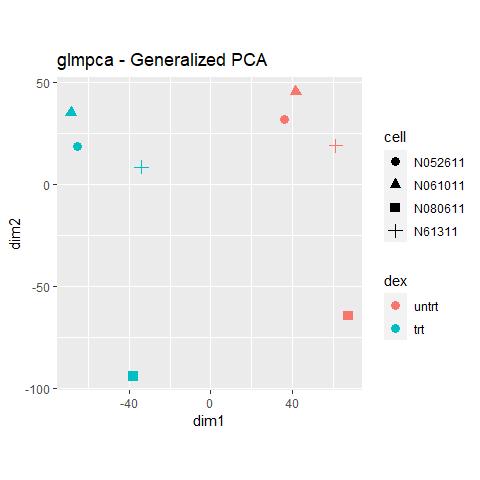 glmpca - Generalized PCA
50
0
-50
-100
dim2
-40
0
40
dim1
cell
N052611
N061011
N080611
N61311
dex
untrt
trt